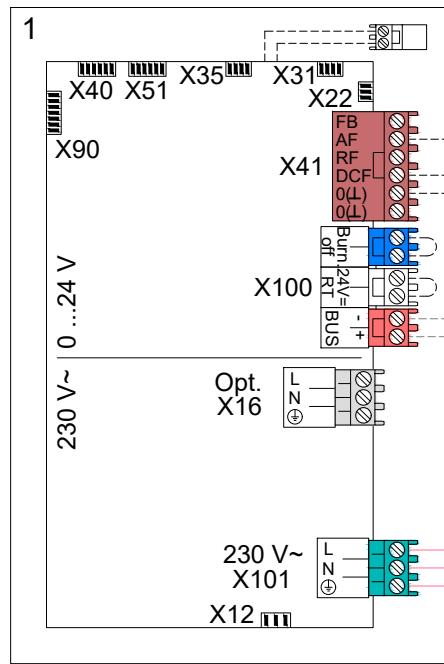 1
X40 X51 X35 X31
X22
X90
FB
AF
RF
DCF
0(⊥)
0(⊥)
X41
Burn.
off
24V=
RT
X100
BUS
- +
0 ...24 V
230 V~
Opt.
X16
L
N
230 V~
X101
L
N
X12